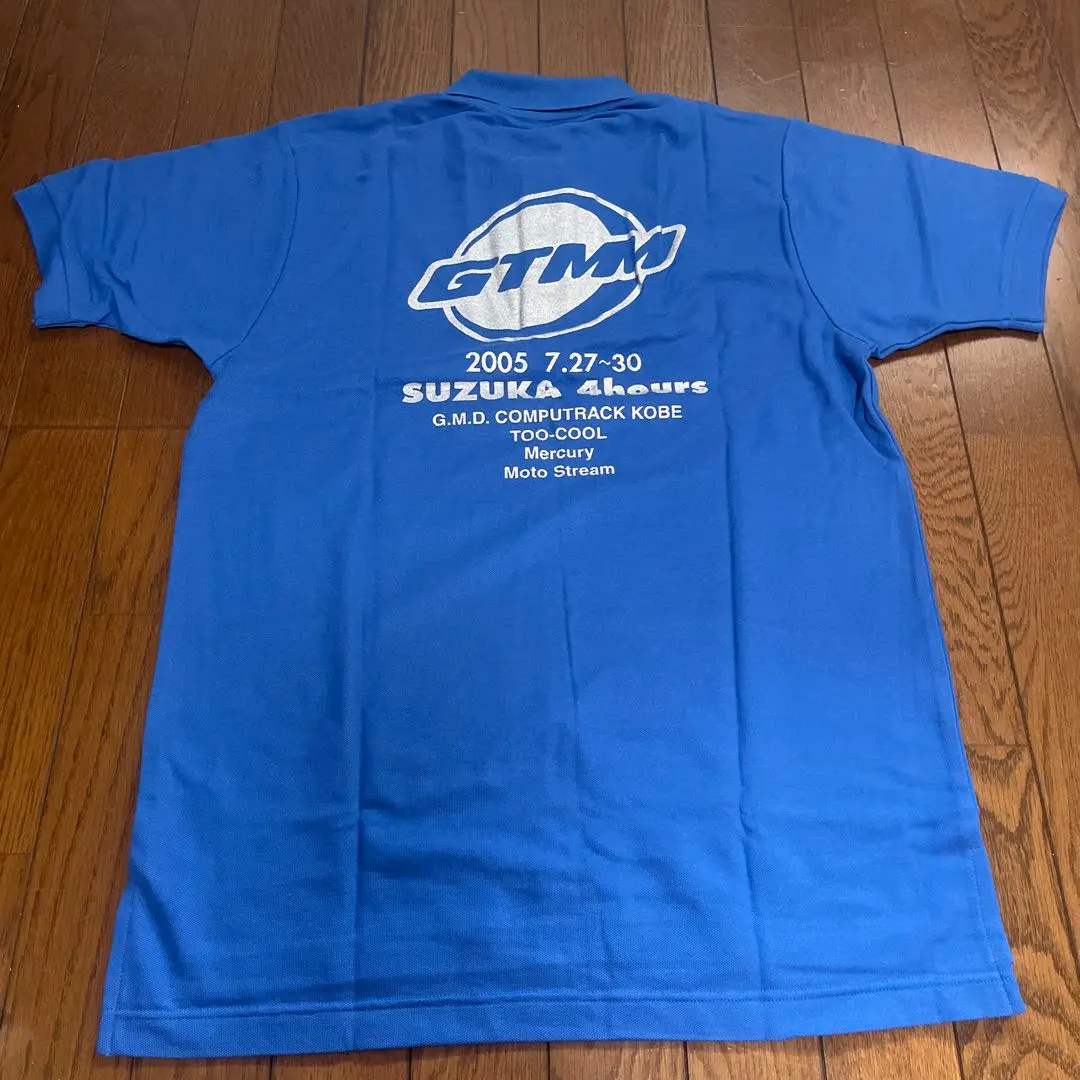 GTMM
2005 7.27~30
SUZUKA 4hours
G.M.D. COMPUTRACK KOBE
TOO-COOL
Mercury
Moto Stream